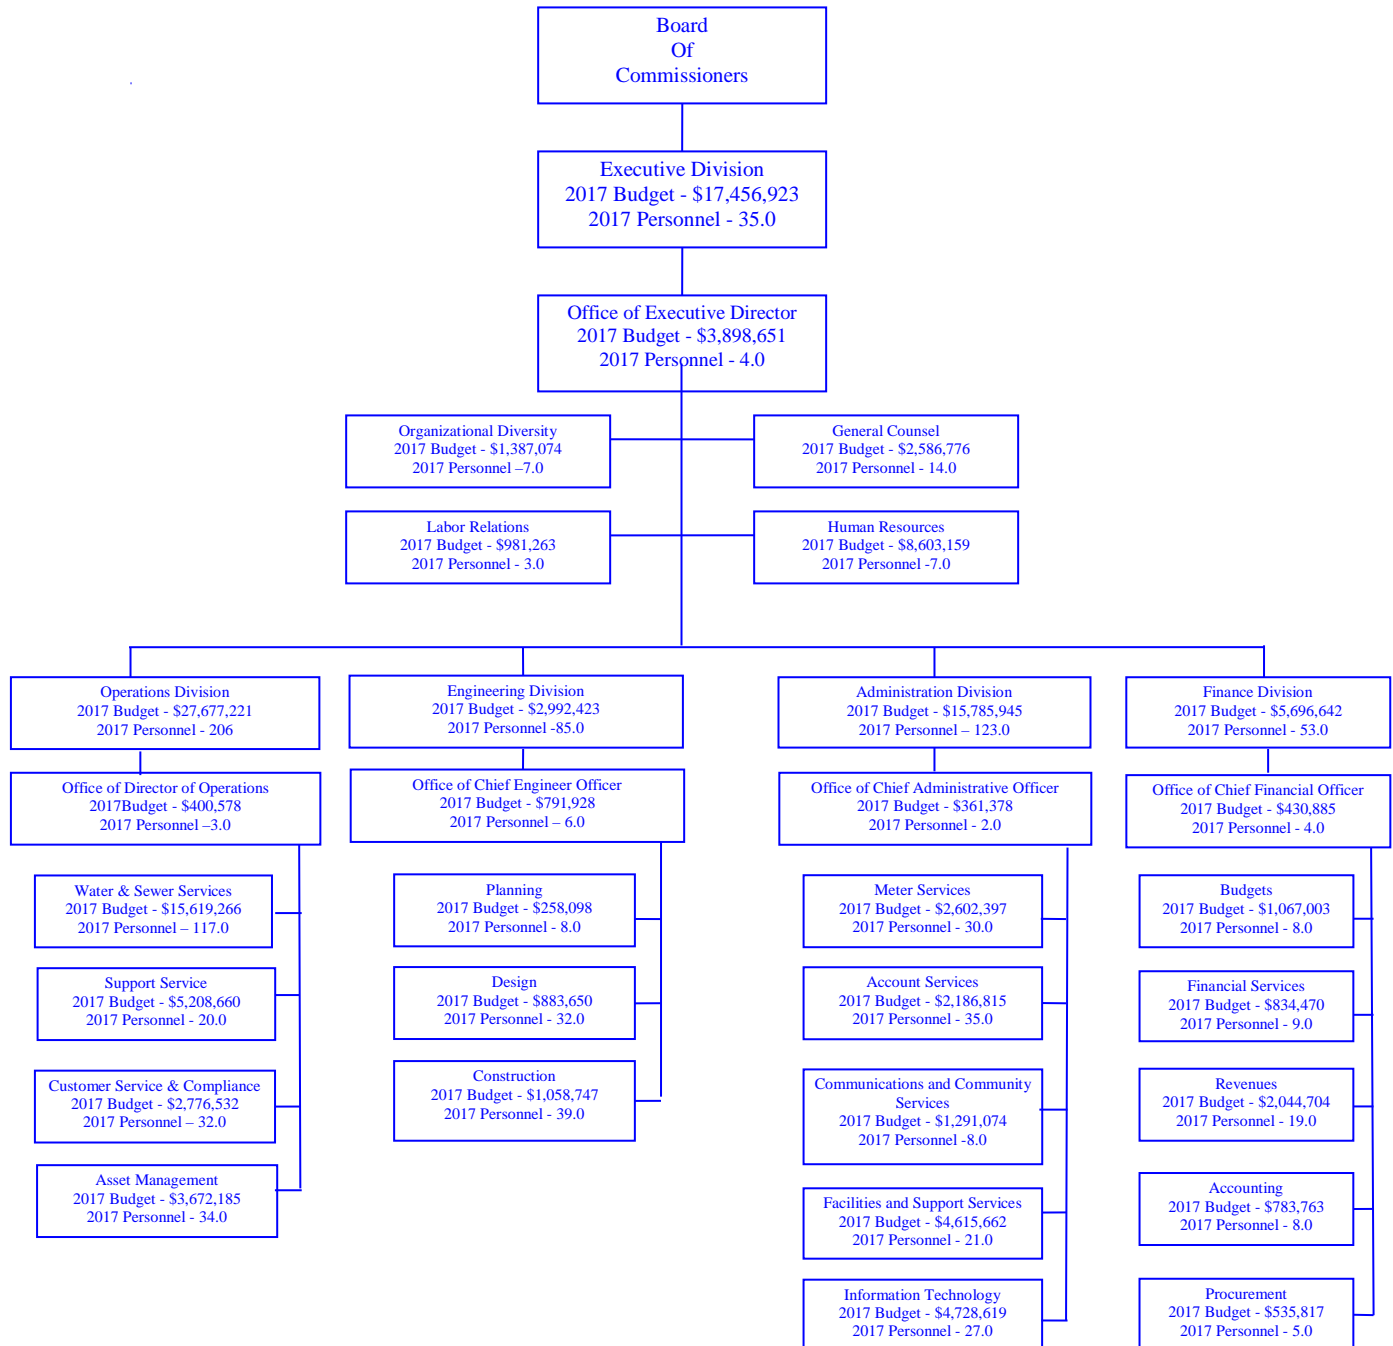 Board
Of
Commissioners
Executive Division
2017 Budget - $17,456,923
2017 Personnel - 35.0
Office of Executive Director
2017 Budget - $3,898,651
2017 Personnel - 4.0
Organizational Diversity
2017 Budget - $1,387,074
2017 Personnel –7.0
General Counsel
2017 Budget - $2,586,776
2017 Personnel - 14.0
Labor Relations
2017 Budget - $981,263
2017 Personnel - 3.0
Human Resources
2017 Budget - $8,603,159
2017 Personnel -7.0
Operations Division
2017 Budget - $27,677,221
2017 Personnel - 206
Engineering Division
2017 Budget - $2,992,423
2017 Personnel -85.0
Administration Division
2017 Budget - $15,785,945
2017 Personnel – 123.0
Finance Division
2017 Budget - $5,696,642
2017 Personnel - 53.0
Office of Director of Operations
2017Budget - $400,578
2017 Personnel –3.0
Office of Chief Engineer Officer
2017 Budget - $791,928
2017 Personnel – 6.0
Office of Chief Administrative Officer
2017 Budget - $361,378
2017 Personnel - 2.0
Office of Chief Financial Officer
2017 Budget - $430,885
2017 Personnel - 4.0
Water & Sewer Services
2017 Budget - $15,619,266
2017 Personnel – 117.0
Support Service
2017 Budget - $5,208,660
2017 Personnel - 20.0
Customer Service & Compliance
2017 Budget - $2,776,532
2017 Personnel – 32.0
Asset Management
2017 Budget - $3,672,185
2017 Personnel - 34.0
Planning
2017 Budget - $258,098
2017 Personnel - 8.0
Design
2017 Budget - $883,650
2017 Personnel - 32.0
Construction
2017 Budget - $1,058,747
2017 Personnel - 39.0
Meter Services
2017 Budget - $2,602,397
2017 Personnel - 30.0
Account Services
2017 Budget - $2,186,815
2017 Personnel - 35.0
Communications and Community
Services
2017 Budget - $1,291,074
2017 Personnel -8.0
Facilities and Support Services
2017 Budget - $4,615,662
2017 Personnel - 21.0
Information Technology
2017 Budget - $4,728,619
2017 Personnel - 27.0
Budgets
2017 Budget - $1,067,003
2017 Personnel - 8.0
Financial Services
2017 Budget - $834,470
2017 Personnel - 9.0
Revenues
2017 Budget - $2,044,704
2017 Personnel - 19.0
Accounting
2017 Budget - $783,763
2017 Personnel - 8.0
Procurement
2017 Budget - $535,817
2017 Personnel - 5.0